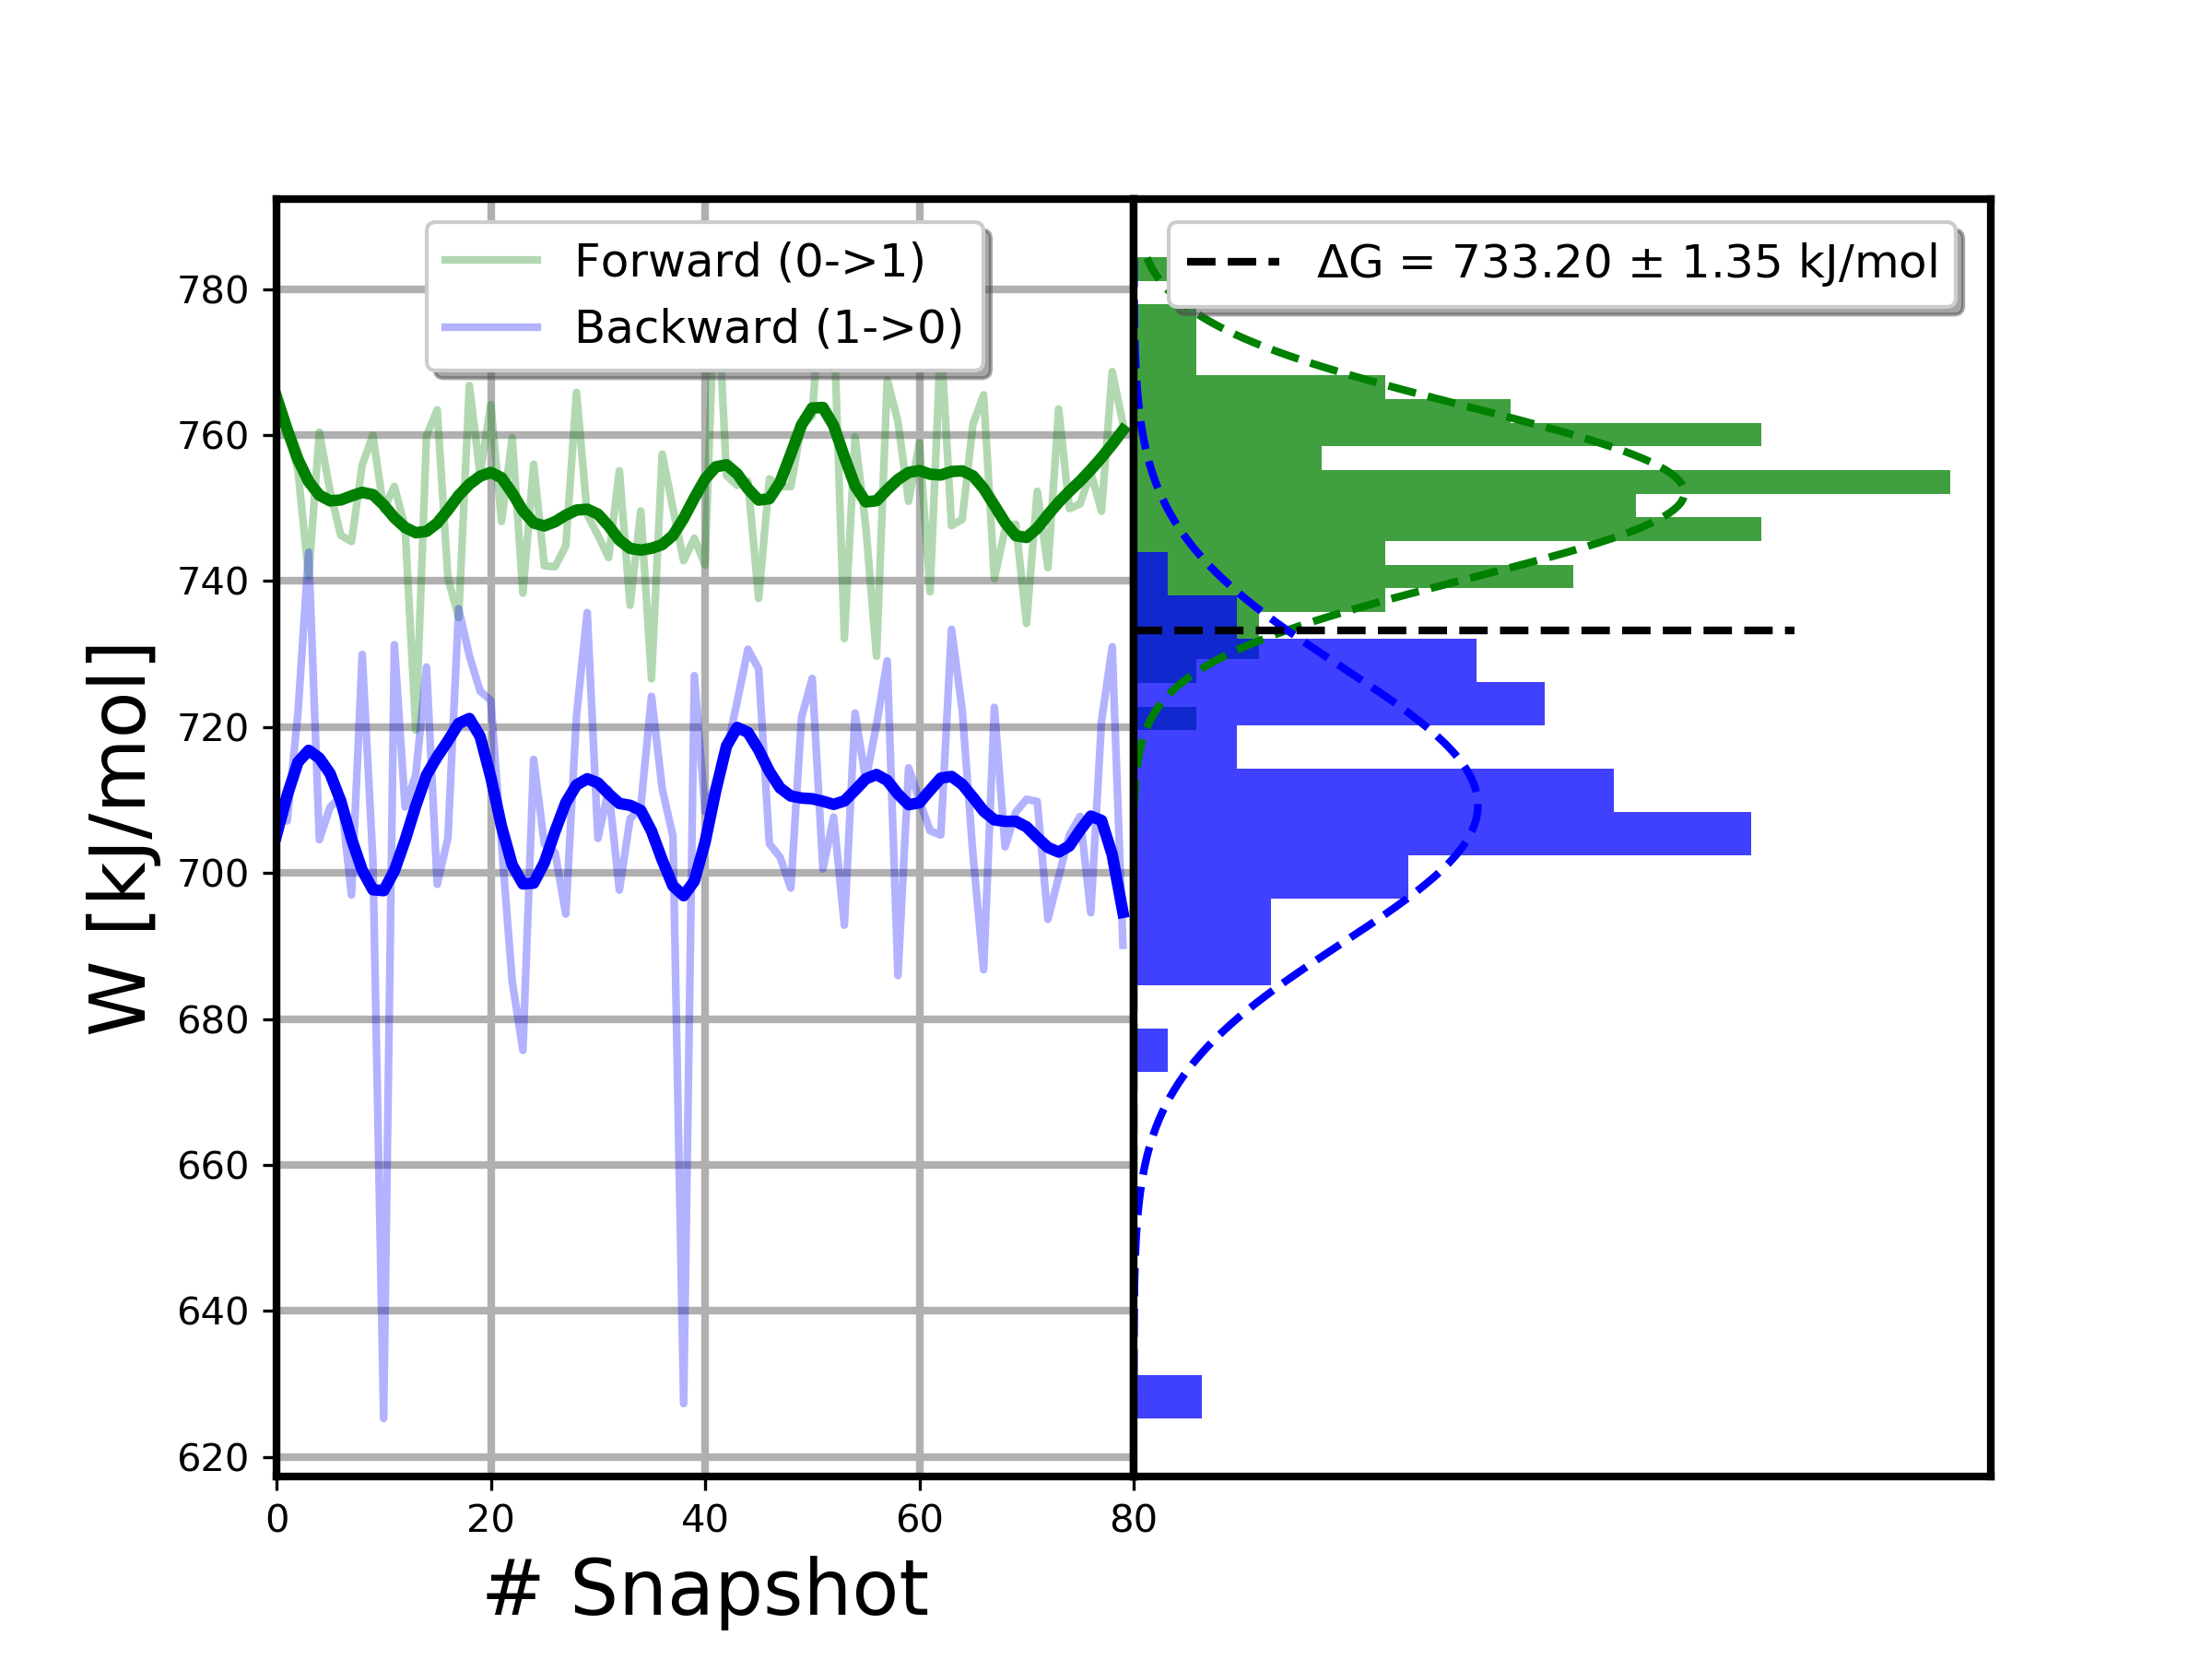 Forward (0->1)
Backward (1->0)
ΔG = 733.20 ± 1.35 kJ/mol
780
760
740
720
700
680
660
640
620
W [kJ/mol]
0 20 40 60 80
# Snapshot